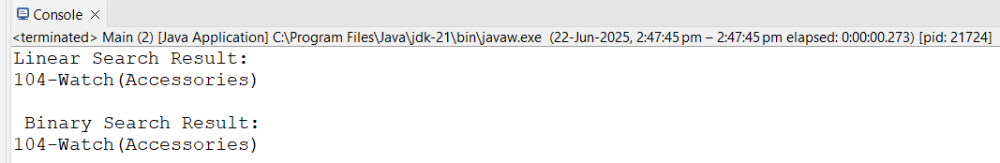 Console
<terminated> Main (2) [Java Application] C:\Program Files\Java\jdk-21\bin\javaw.exe (22-Jun-2025, 2:47:45 pm – 2:47:45 pm elapsed: 0:00:00.273) [pid: 21724]
Linear Search Result:
104-Watch(Accessories)

 Binary Search Result:
104-Watch(Accessories)